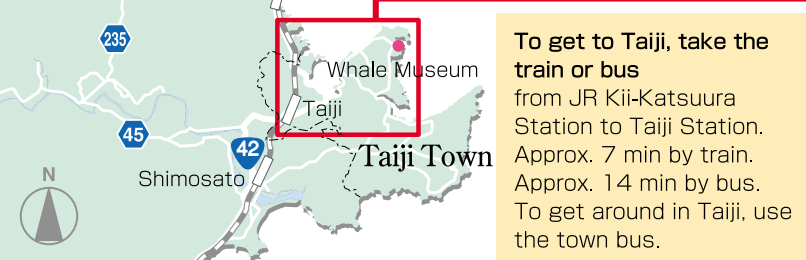 235
Whale Museum
Taiji
45
42
Taiji Town
Shimosato
N
To get to Taiji, take the
train or bus
from JR Kii-Katsuura
Station to Taiji Station.
Approx. 7 min by train.
Approx. 14 min by bus.
To get around in Taiji, use
the town bus.